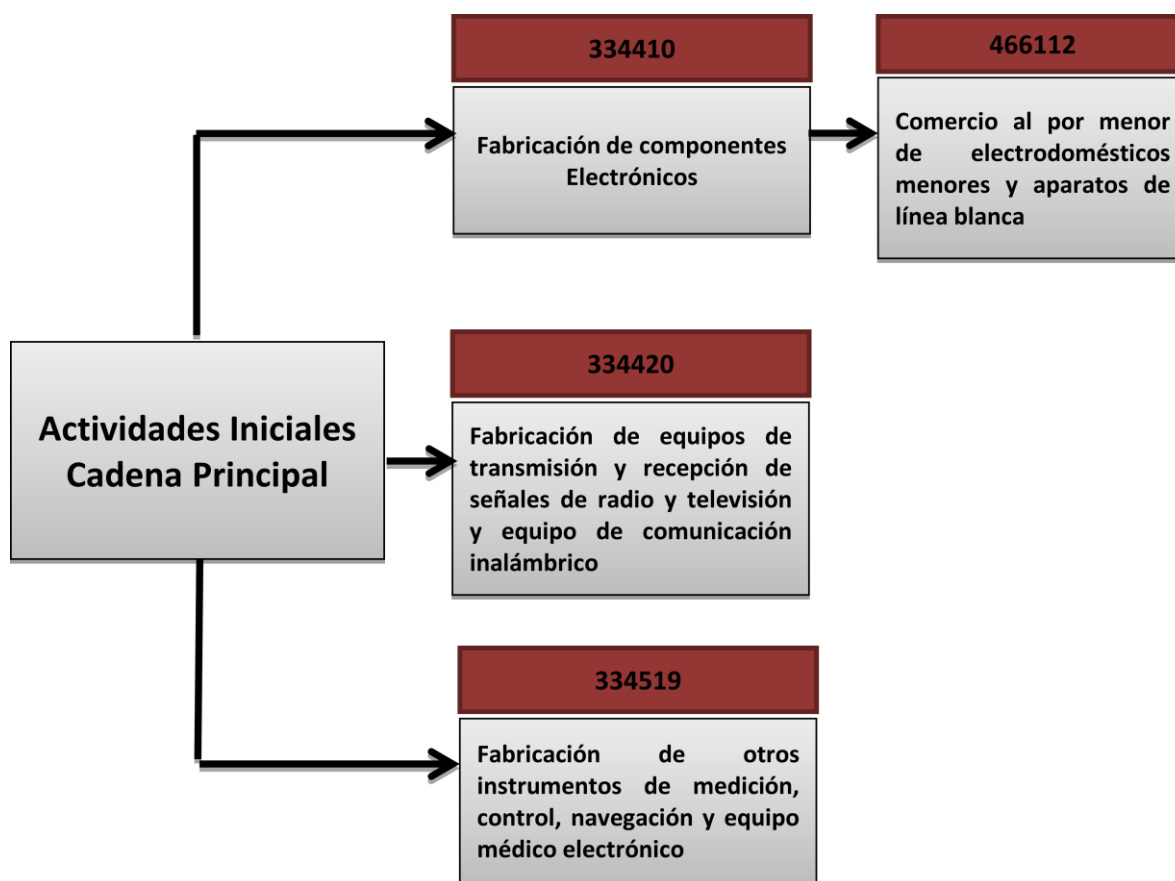 334410
Fabricación de componentes
Electrónicos
466112
Comercio al por menor
de electrodomésticos
menores y aparatos de
línea blanca
Actividades Iniciales
Cadena Principal
334420
Fabricación de equipos de
transmisión y recepción de
señales de radio y televisión
y equipo de comunicación
inalámbrico
334519
Fabricación de otros
instrumentos de medición,
control, navegación y equipo
médico electrónico